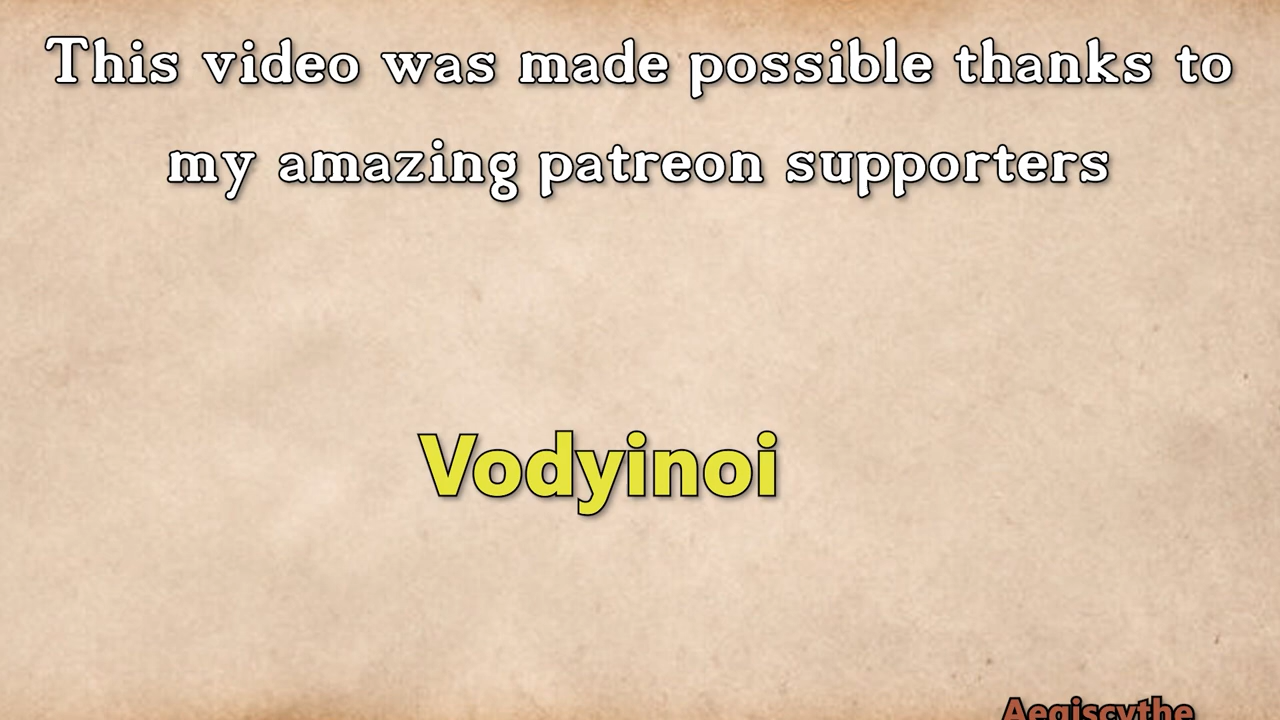 This video was made possible thanks to
my amazing patreon supporters
Vodyinoi
Aegiscythe